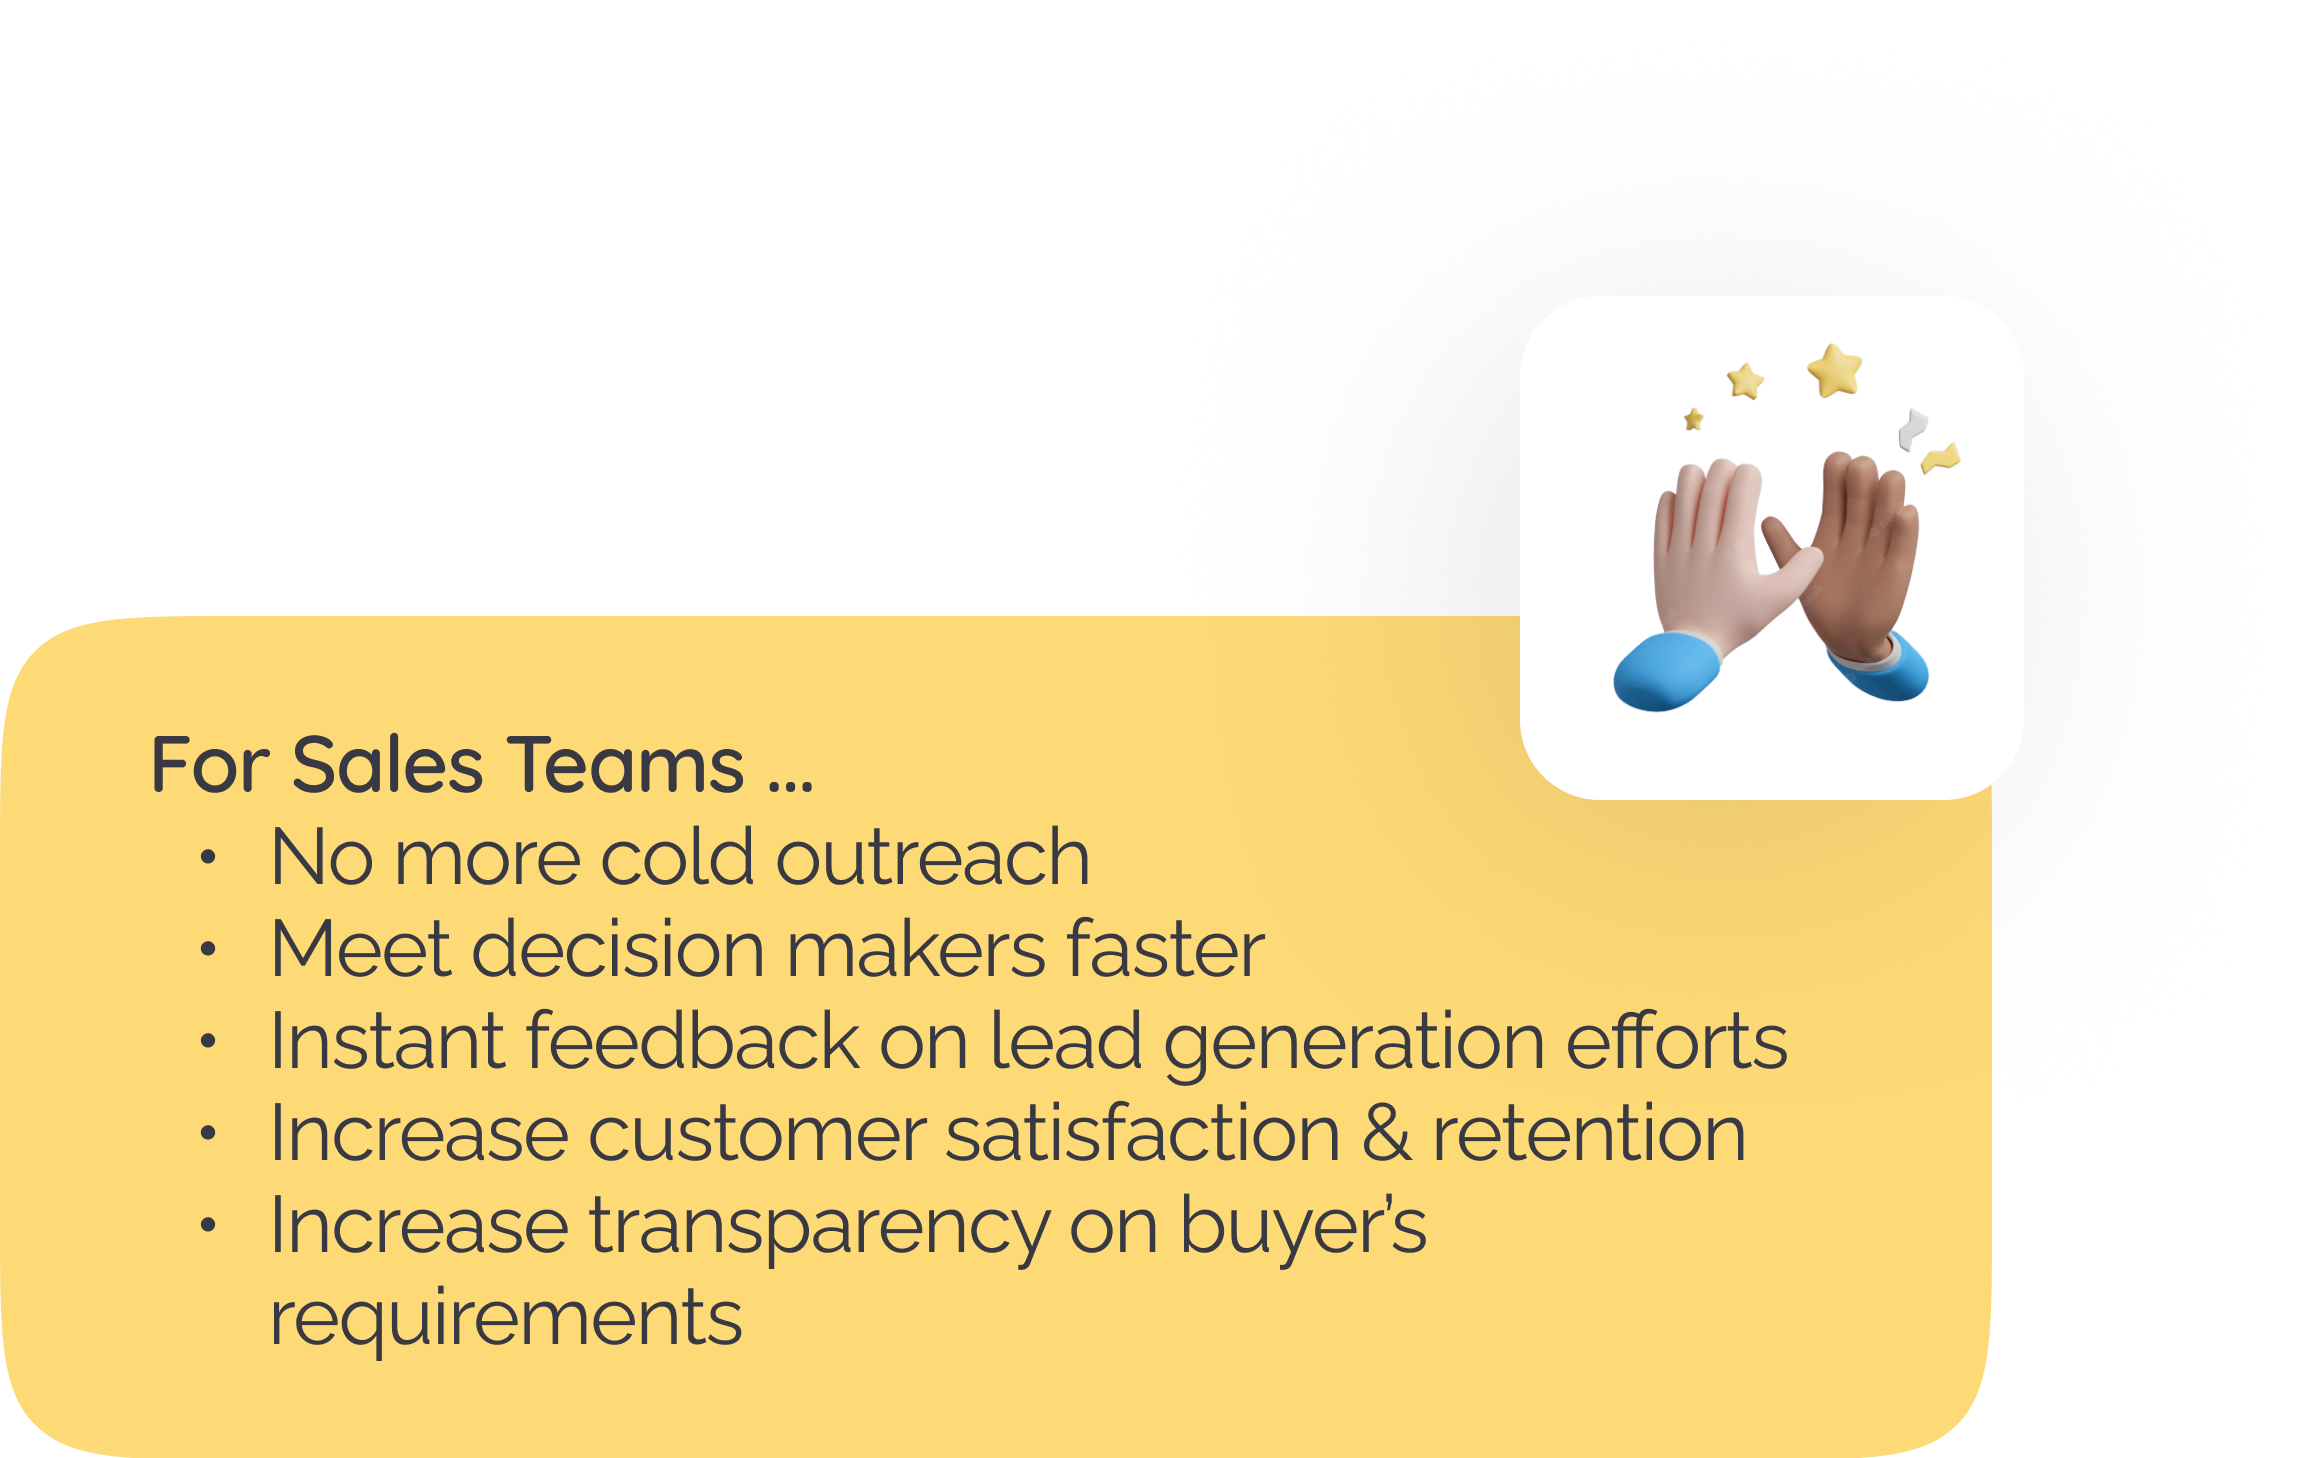 For Sales Teams ...
• No more cold outreach
• Meet decision makers faster
• Instant feedback on lead generation efforts
• Increase customer satisfaction & retention
• Increase transparency on buyer’s
requirements